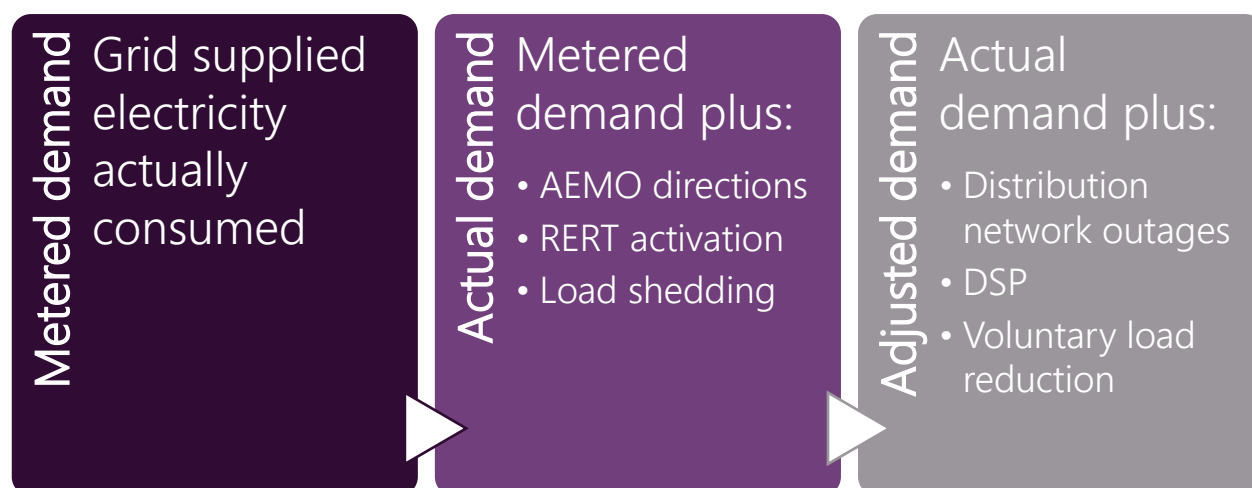 Metered demand
Grid supplied
electricity
actually
consumed
Actual demand
Metered
demand plus:
• AEMO directions
• RERT activation
• Load shedding
Adjusted demand
Actual
demand plus:
• Distribution
network outages
• DSP
• Voluntary load
reduction